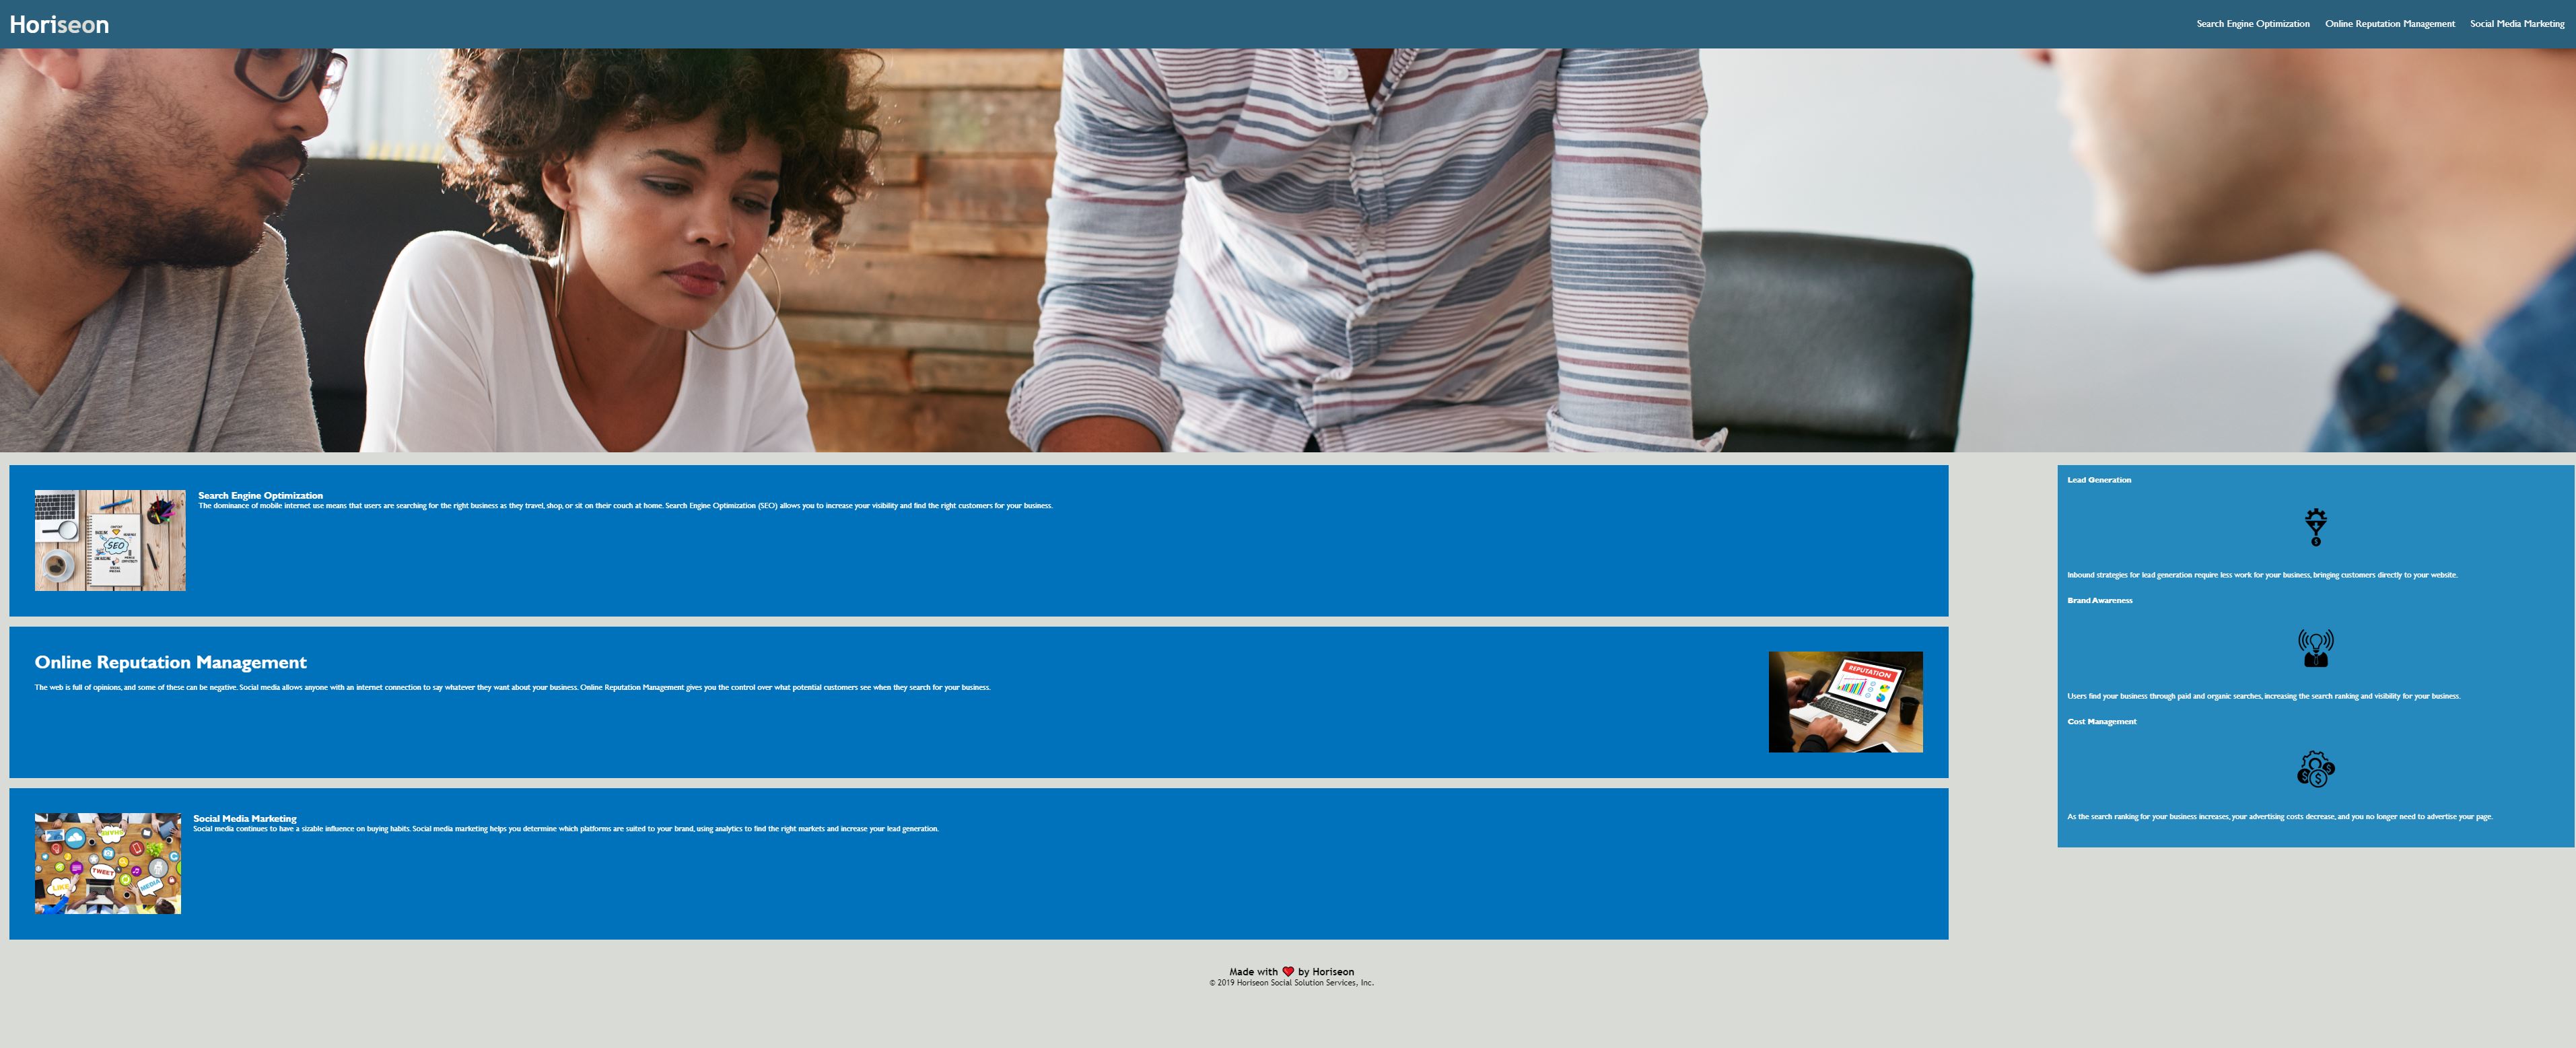 Horiseon
Search Engine Optimization
Online Reputation Management
Social Media Marketing
Search Engine Optimization
The dominance of mobile internet use means that users are searching for the right business as they travel, shop, or sit on their couch at home. Search Engine Optimization (SEO) allows you to increase your visibility and find the right customers for your business.
SEO
Online Reputation Management
The web is full of opinions, and some of these can be negative. Social media allows anyone with an internet connection to say whatever they want about your business. Online Reputation Management gives you the control over what potential customers see when they search for your business.
REPUTATION
Social Media Marketing
Social media continues to have a sizable influence on buying habits. Social media marketing helps you determine which platforms are suited to your brand, using analytics to find the right markets and increase your lead generation.
TWEET
LIKE
MEDIA
Lead Generation
Inbound strategies for lead generation require less work for your business, bringing customers directly to your website.
Brand Awareness
Users find your business through paid and organic searches, increasing the search ranking and visibility for your business.
Cost Management
As the search ranking for your business increases, your advertising costs decrease, and you no longer need to advertise your page.
Made with ❤️ by Horiseon
© 2019 Horiseon Social Solution Services, Inc.